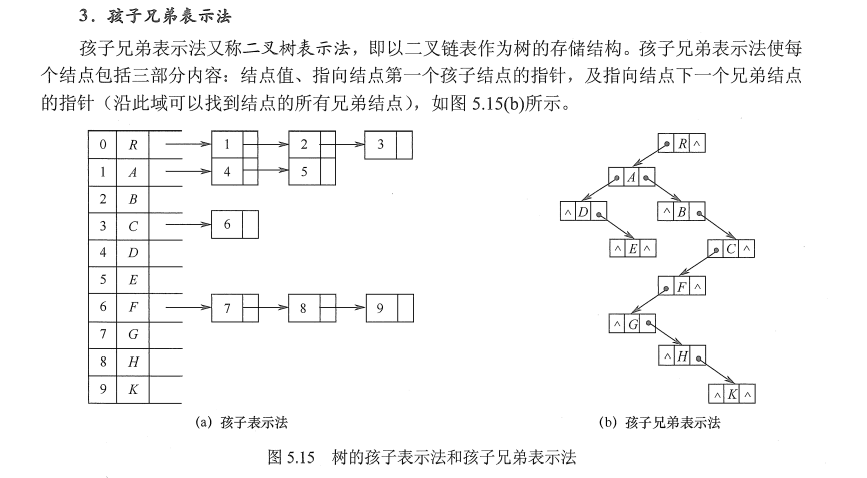 3．孩子兄弟表示法
孩子兄弟表示法又称二叉树表示法，即以二叉链表作为树的存储结构。孩子兄弟表示法使每
个结点包括三部分内容：结点值、指向结点第一个孩子结点的指针，及指向结点下一个兄弟结点
的指针（沿此域可以找到结点的所有兄弟结点），如图 5.15(b)所示。
0 R 1 2 3
1 A 4 5
2 B
3 C 6
4 D
5 E
6 F 7 8 9
7 G
8 H
9 K
R ∧
A
∧ D ∧ B
∧ E ∧ C ∧
F ∧
∧ G
∧ H
∧ K ∧
(a) 孩子表示法 (b) 孩子兄弟表示法
图 5.15 树的孩子表示法和孩子兄弟表示法